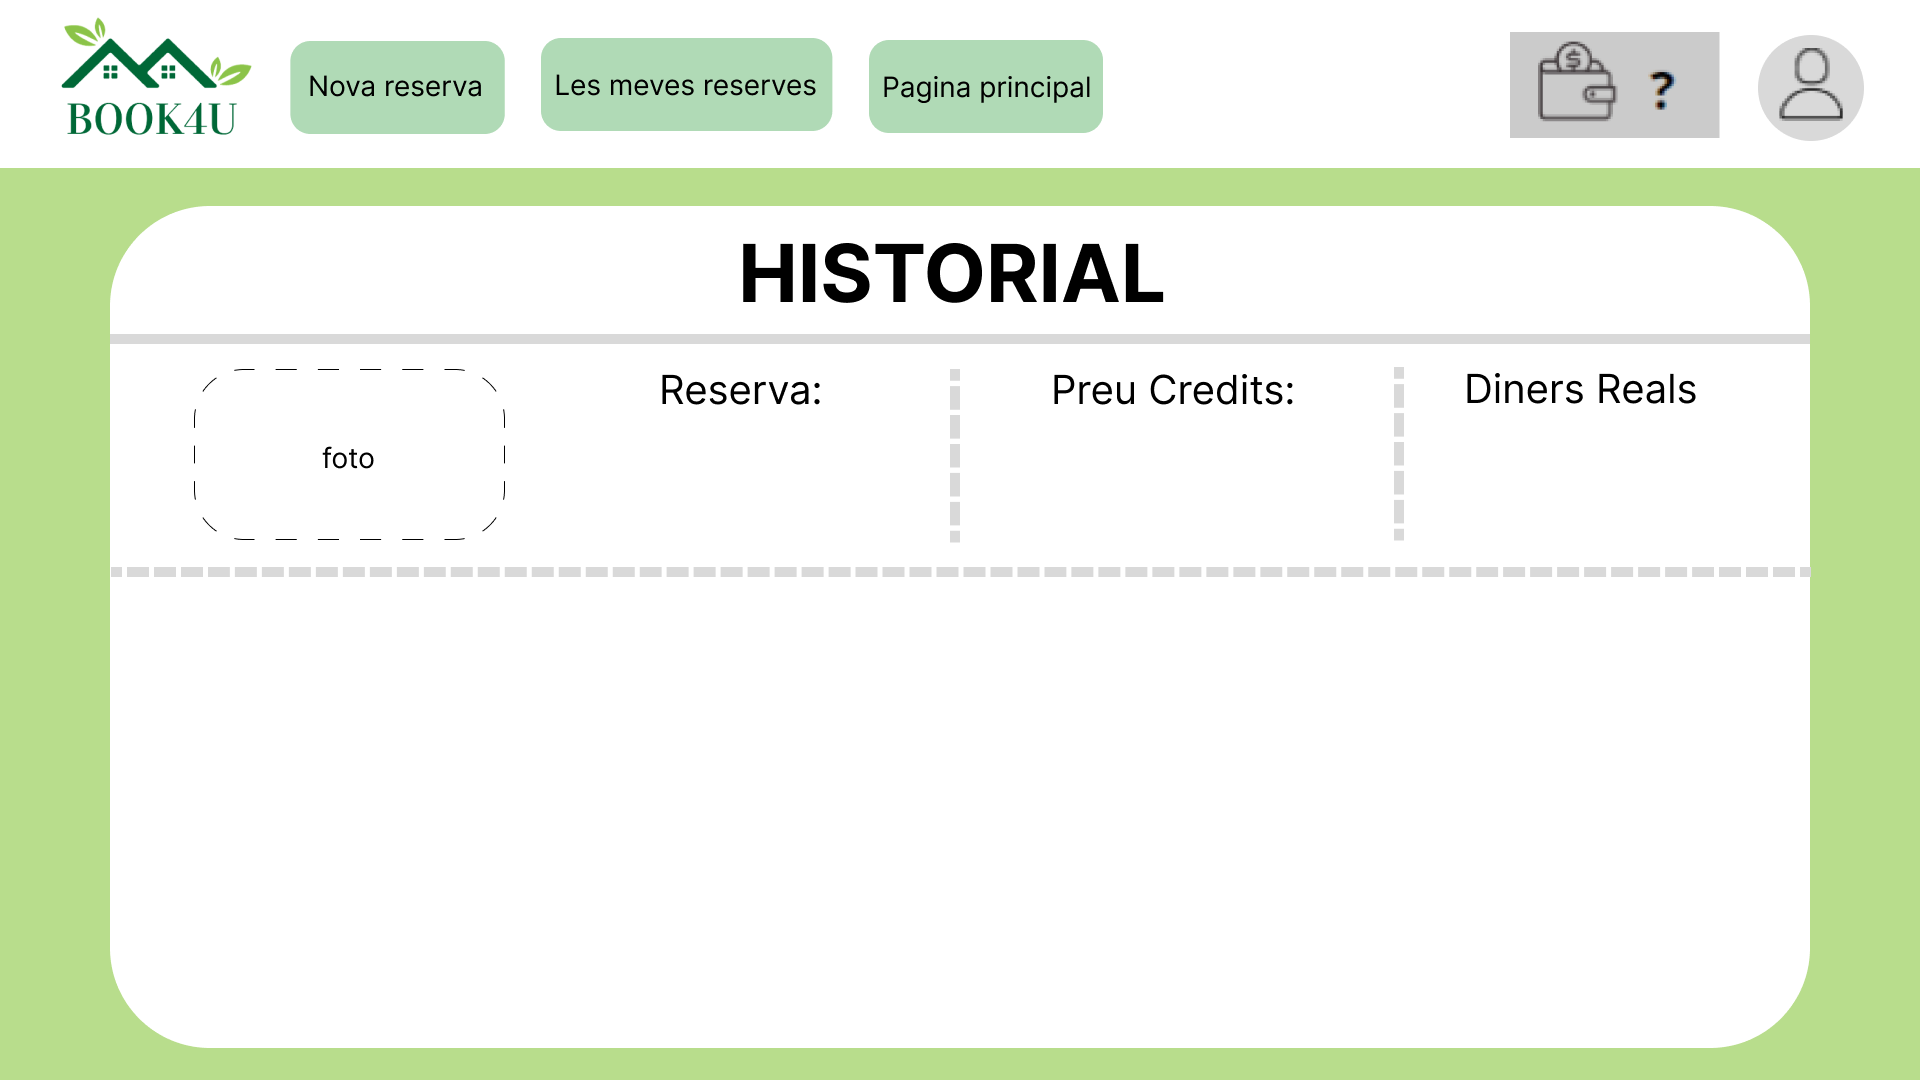 BOOK4U
Nova reserva
Les meves reserves
Pagina principal
$
?
HISTORIAL
foto
Reserva:
Preu Credits:
Diners Reals